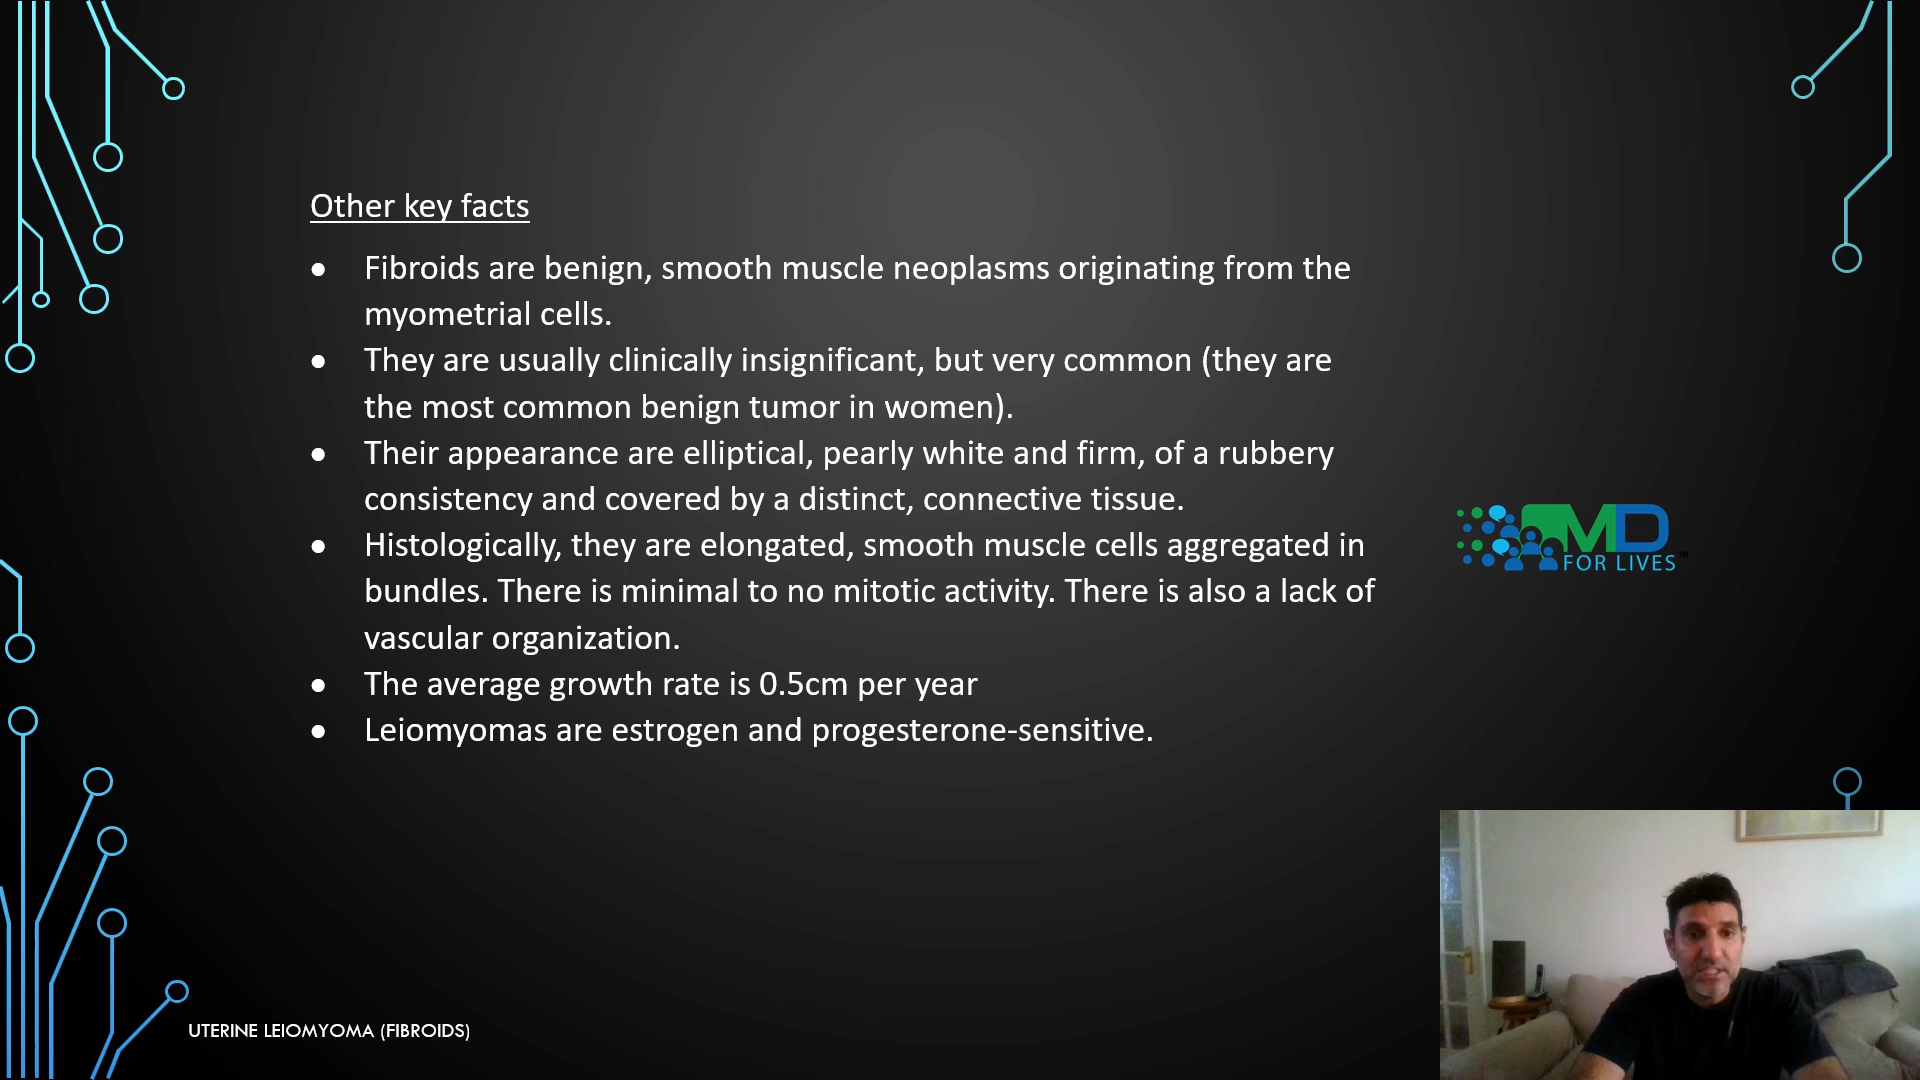 Other key facts
● Fibroids are benign, smooth muscle neoplasms originating from the
myometrial cells.
● They are usually clinically insignificant, but very common (they are
the most common benign tumor in women).
● Their appearance are elliptical, pearly white and firm, of a rubbery
consistency and covered by a distinct, connective tissue.
● Histologically, they are elongated, smooth muscle cells aggregated in
bundles. There is minimal to no mitotic activity. There is also a lack of
vascular organization.
● The average growth rate is 0.5cm per year
● Leiomyomas are estrogen and progesterone-sensitive.
MD
FOR LIVES™
UTERINE LEIOMYOMA (FIBROIDS)